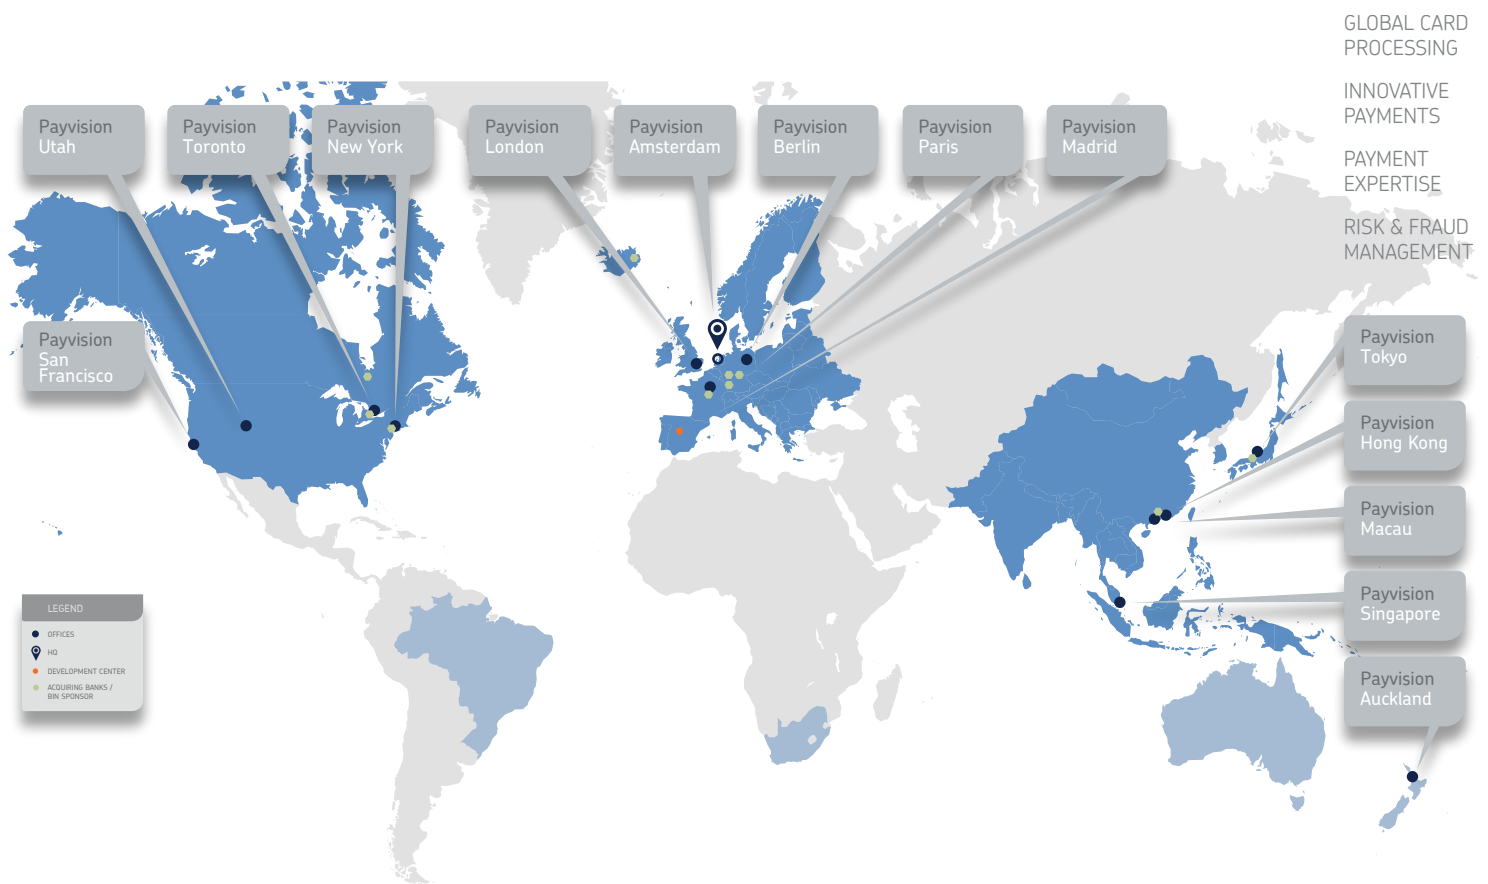 GLOBAL CARD
PROCESSING
INNOVATIVE
PAYMENTS
PAYMENT
EXPERTISE
RISK & FRAUD
MANAGEMENT
Payvision
Utah
Payvision
Toronto
Payvision
New York
Payvision
London
Payvision
Amsterdam
Payvision
Berlin
Payvision
Paris
Payvision
Madrid
Payvision
San
Francisco
Payvision
Tokyo
Payvision
Hong Kong
Payvision
Macau
Payvision
Singapore
Payvision
Auckland
LEGEND
OFFICES
HQ
DEVELOPMENT CENTER
ACQUIRING BANKS /
BIN SPONSOR